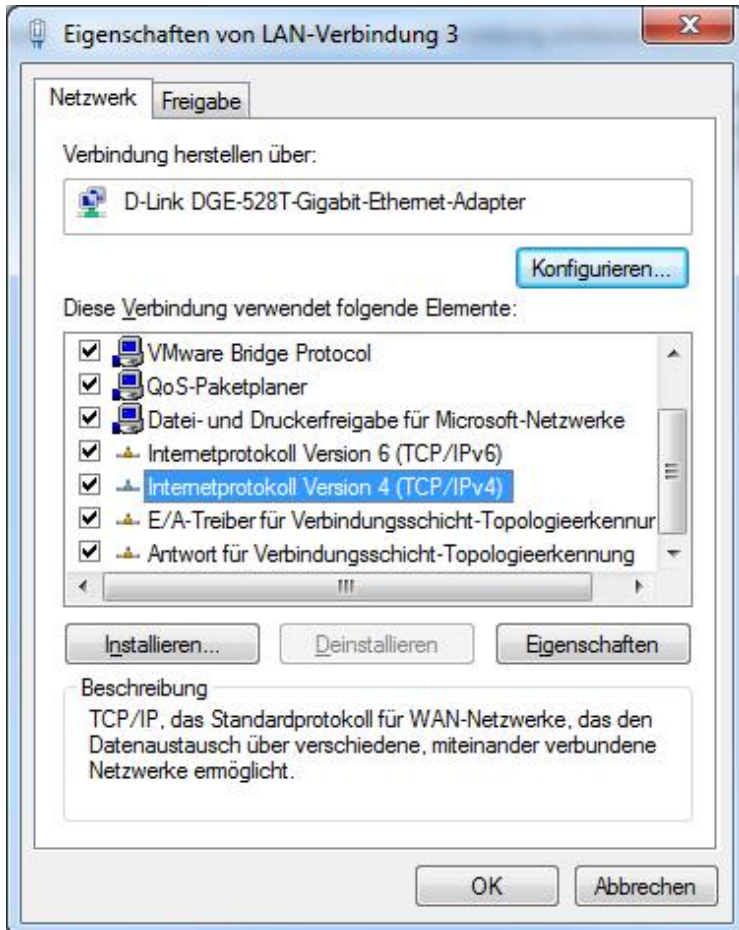 Eigenschaften von LAN-Verbindung 3
Netzwerk Freigabe
Verbindung herstellen über:
D-Link DGE-528T-Gigabit-Ethernet-Adapter
Konfigurieren...
Diese Verbindung verwendet folgende Elemente:
VMware Bridge Protocol
QoS-Paketplaner
Datei- und Druckerfreigabe für Microsoft-Netzwerke
Internetprotokoll Version 6 (TCP/IPv6)
Internetprotokoll Version 4 (TCP/IPv4)
E/A-Treiber für Verbindungsschicht-Topologieerkennur
Antwort für Verbindungsschicht-Topologieerkennung
Installieren... Deinstallieren Eigenschaften
Beschreibung
TCP/IP, das Standardprotokoll für WAN-Netzwerke, das den
Datenaustausch über verschiedene, miteinander verbundene
Netzwerke ermöglicht.
OK Abbrechen